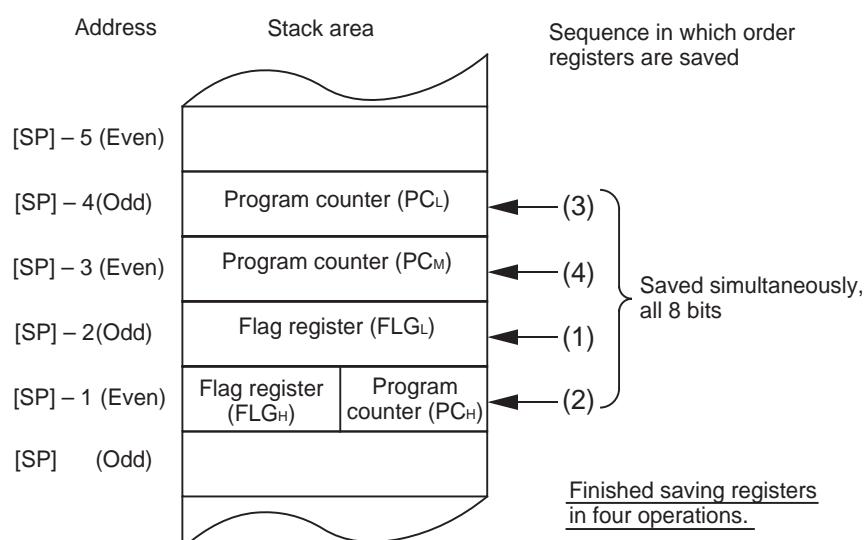 Address Stack area Sequence in which order
registers are saved
[SP] – 5 (Even)
[SP] – 4(Odd) Program counter (PCL) (3)
[SP] – 3 (Even) Program counter (PCM) (4)
Saved simultaneously,
all 8 bits
[SP] – 2(Odd) Flag register (FLGL) (1)
[SP] – 1 (Even) Flag register
(FLGH) Program
counter (PCH) (2)
[SP] (Odd)
Finished saving registers
in four operations.